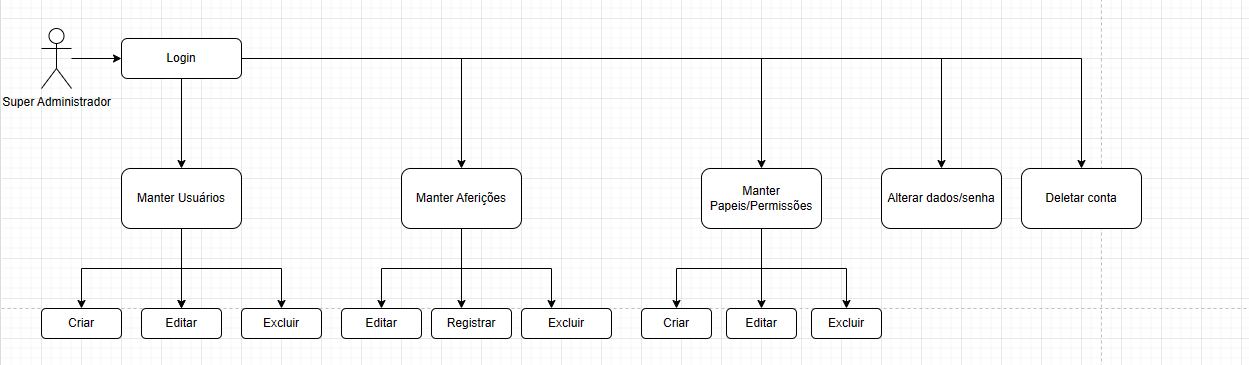 Login
Super Administrador
Manter Usuários
Manter Aferições
Manter
Papeis/Permissões
Alterar dados/senha
Deletar conta
Criar
Editar
Excluir
Editar
Registrar
Excluir
Criar
Editar
Excluir